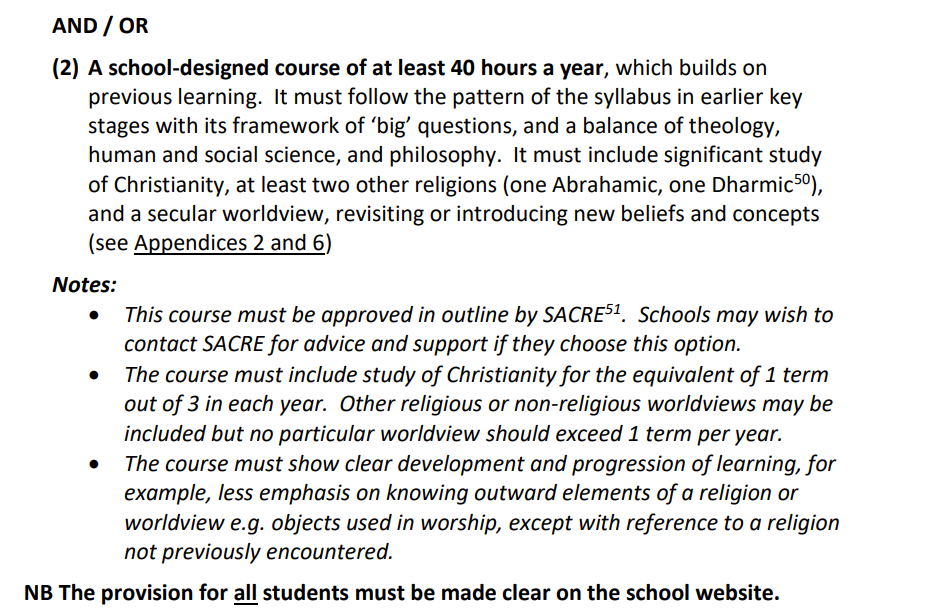 AND / OR
(2) A school-designed course of at least 40 hours a year, which builds on
previous learning. It must follow the pattern of the syllabus in earlier key
stages with its framework of ‘big’ questions, and a balance of theology,
human and social science, and philosophy. It must include significant study
of Christianity, at least two other religions (one Abrahamic, one Dharmic50),
and a secular worldview, revisiting or introducing new beliefs and concepts
(see Appendices 2 and 6)
Notes:
• This course must be approved in outline by SACRE51. Schools may wish to
contact SACRE for advice and support if they choose this option.
• The course must include study of Christianity for the equivalent of 1 term
out of 3 in each year. Other religious or non-religious worldviews may be
included but no particular worldview should exceed 1 term per year.
• The course must show clear development and progression of learning, for
example, less emphasis on knowing outward elements of a religion or
worldview e.g. objects used in worship, except with reference to a religion
not previously encountered.
NB The provision for all students must be made clear on the school website.